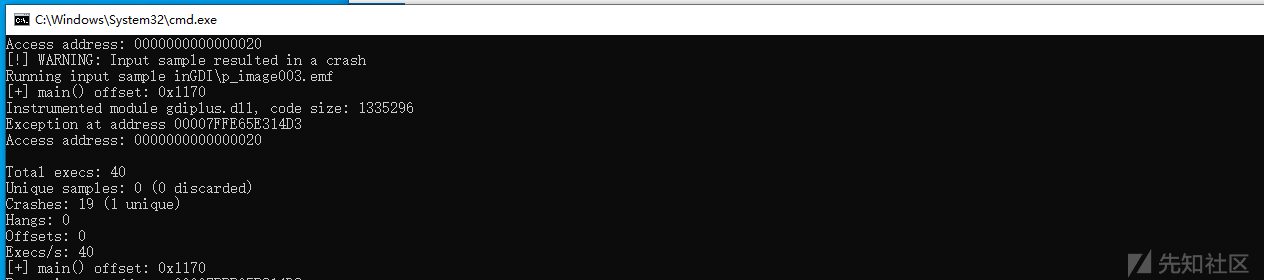 C:\Windows\System32\cmd.exe
Access address: 0000000000000020
[!] WARNING: Input sample resulted in a crash
Running input sample inGDI\p_image003.emf
[+] main() offset: 0x1170
Instrumented module gdiplus.dll, code size: 1335296
Exception at address 00007FFE65E314D3
Access address: 0000000000000020
Total execs: 40
Unique samples: 0 (0 discarded)
Crashes: 19 (1 unique)
Hangs: 0
Offsets: 0
Execs/s: 40
[+] main() offset: 0x1170
先知社区